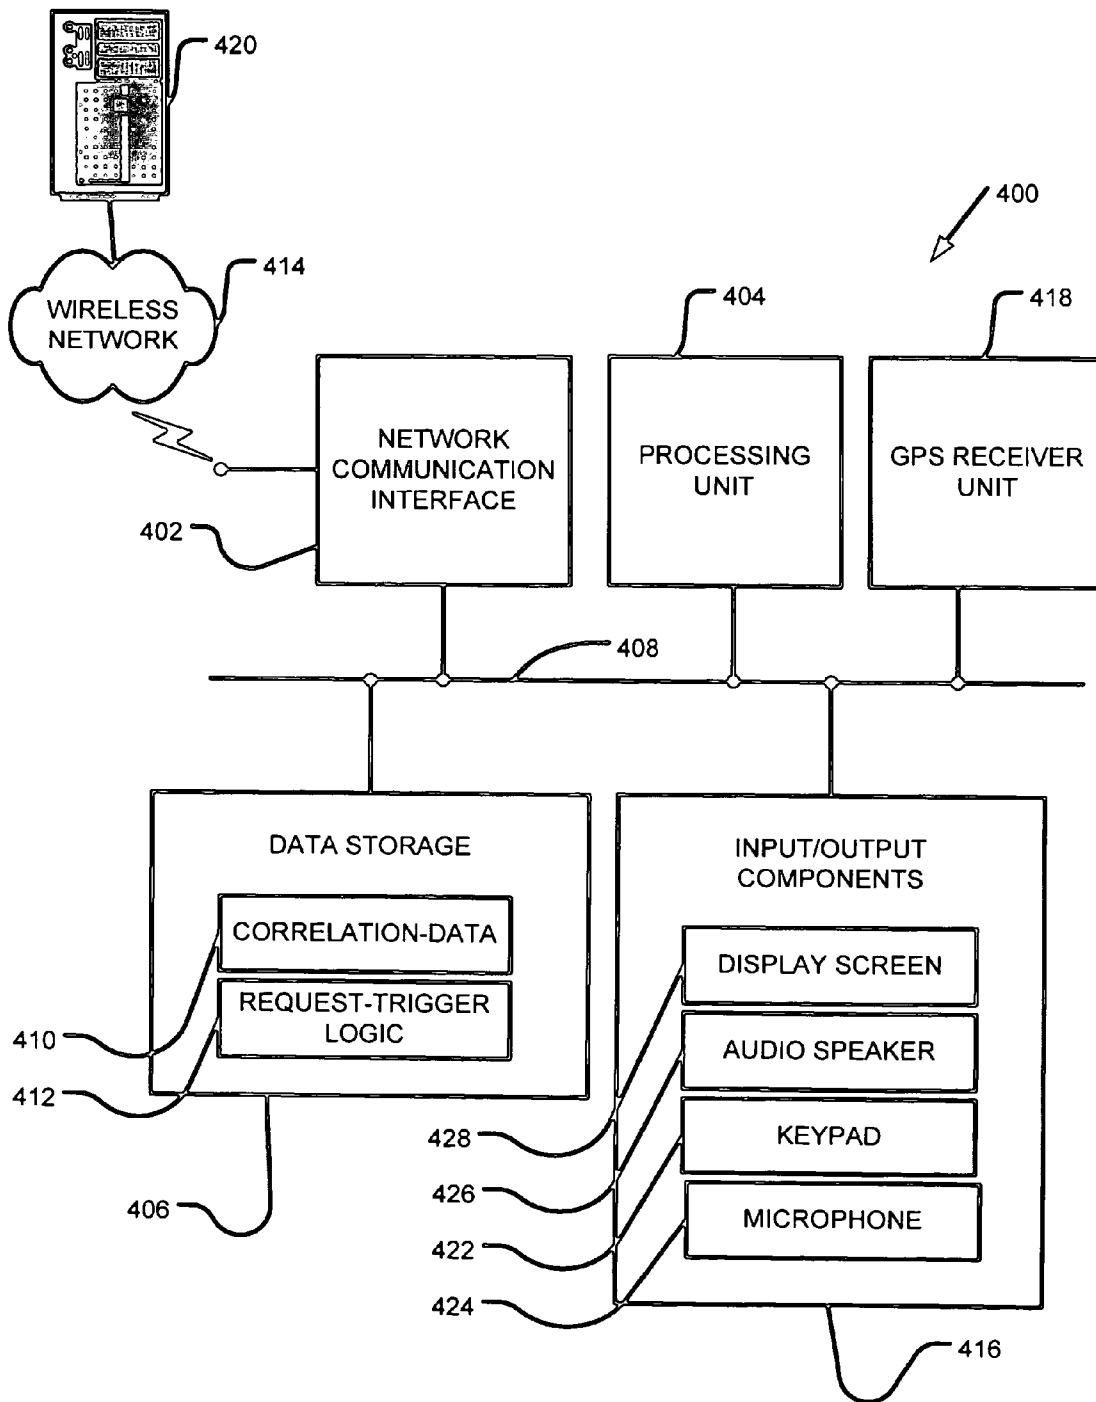 420
400
414
WIRELESS
NETWORK
404
418
NETWORK
COMMUNICATION
INTERFACE
PROCESSING
UNIT
GPS RECEIVER
UNIT
402
408
DATA STORAGE
CORRELATION-DATA
REQUEST-TRIGGER
LOGIC
410
412
406
INPUT/OUTPUT
COMPONENTS
DISPLAY SCREEN
AUDIO SPEAKER
KEYPAD
MICROPHONE
428
426
422
424
416